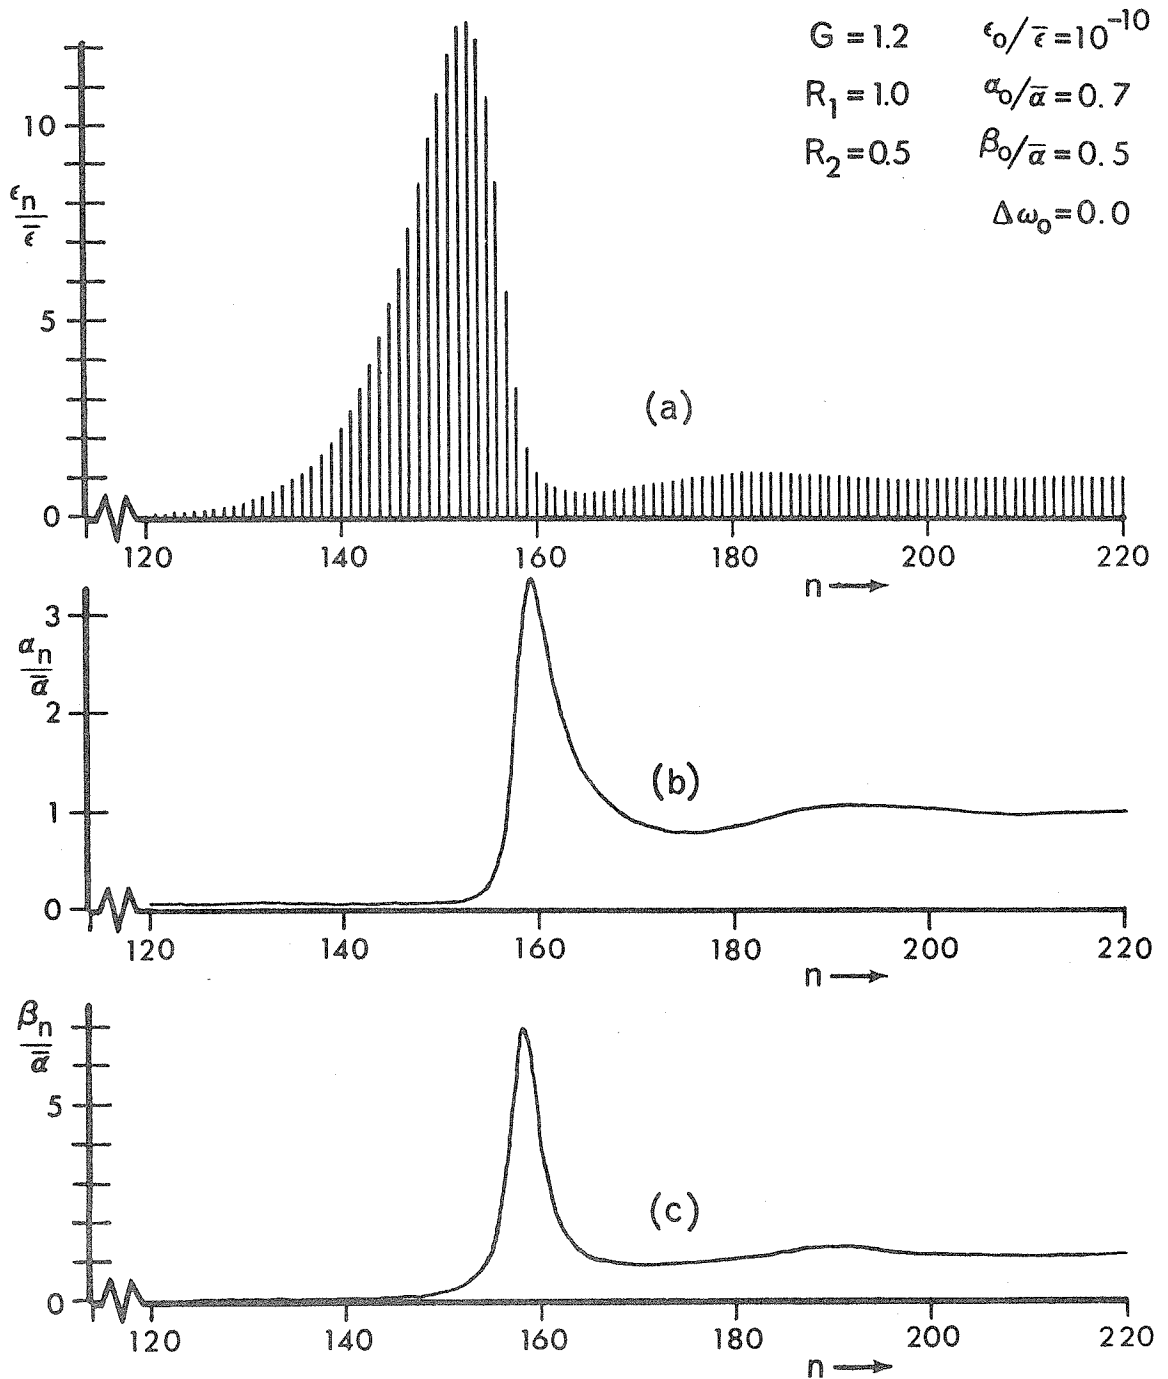 G = 1.2 ϵ₀/ϵ̅ = 10⁻¹⁰
R₁ = 1.0 α₀/α̅ = 0.7
R₂ = 0.5 β₀/α̅ = 0.5
Δω₀ = 0.0
ϵₙ/ϵ̅
10
5
0
(a)
120 140 160 180 200 220
n →
αₙ/α̅
3
2
1
0
(b)
120 140 160 180 200 220
n →
βₙ/α̅
5
0
(c)
120 140 160 180 200 220
n →